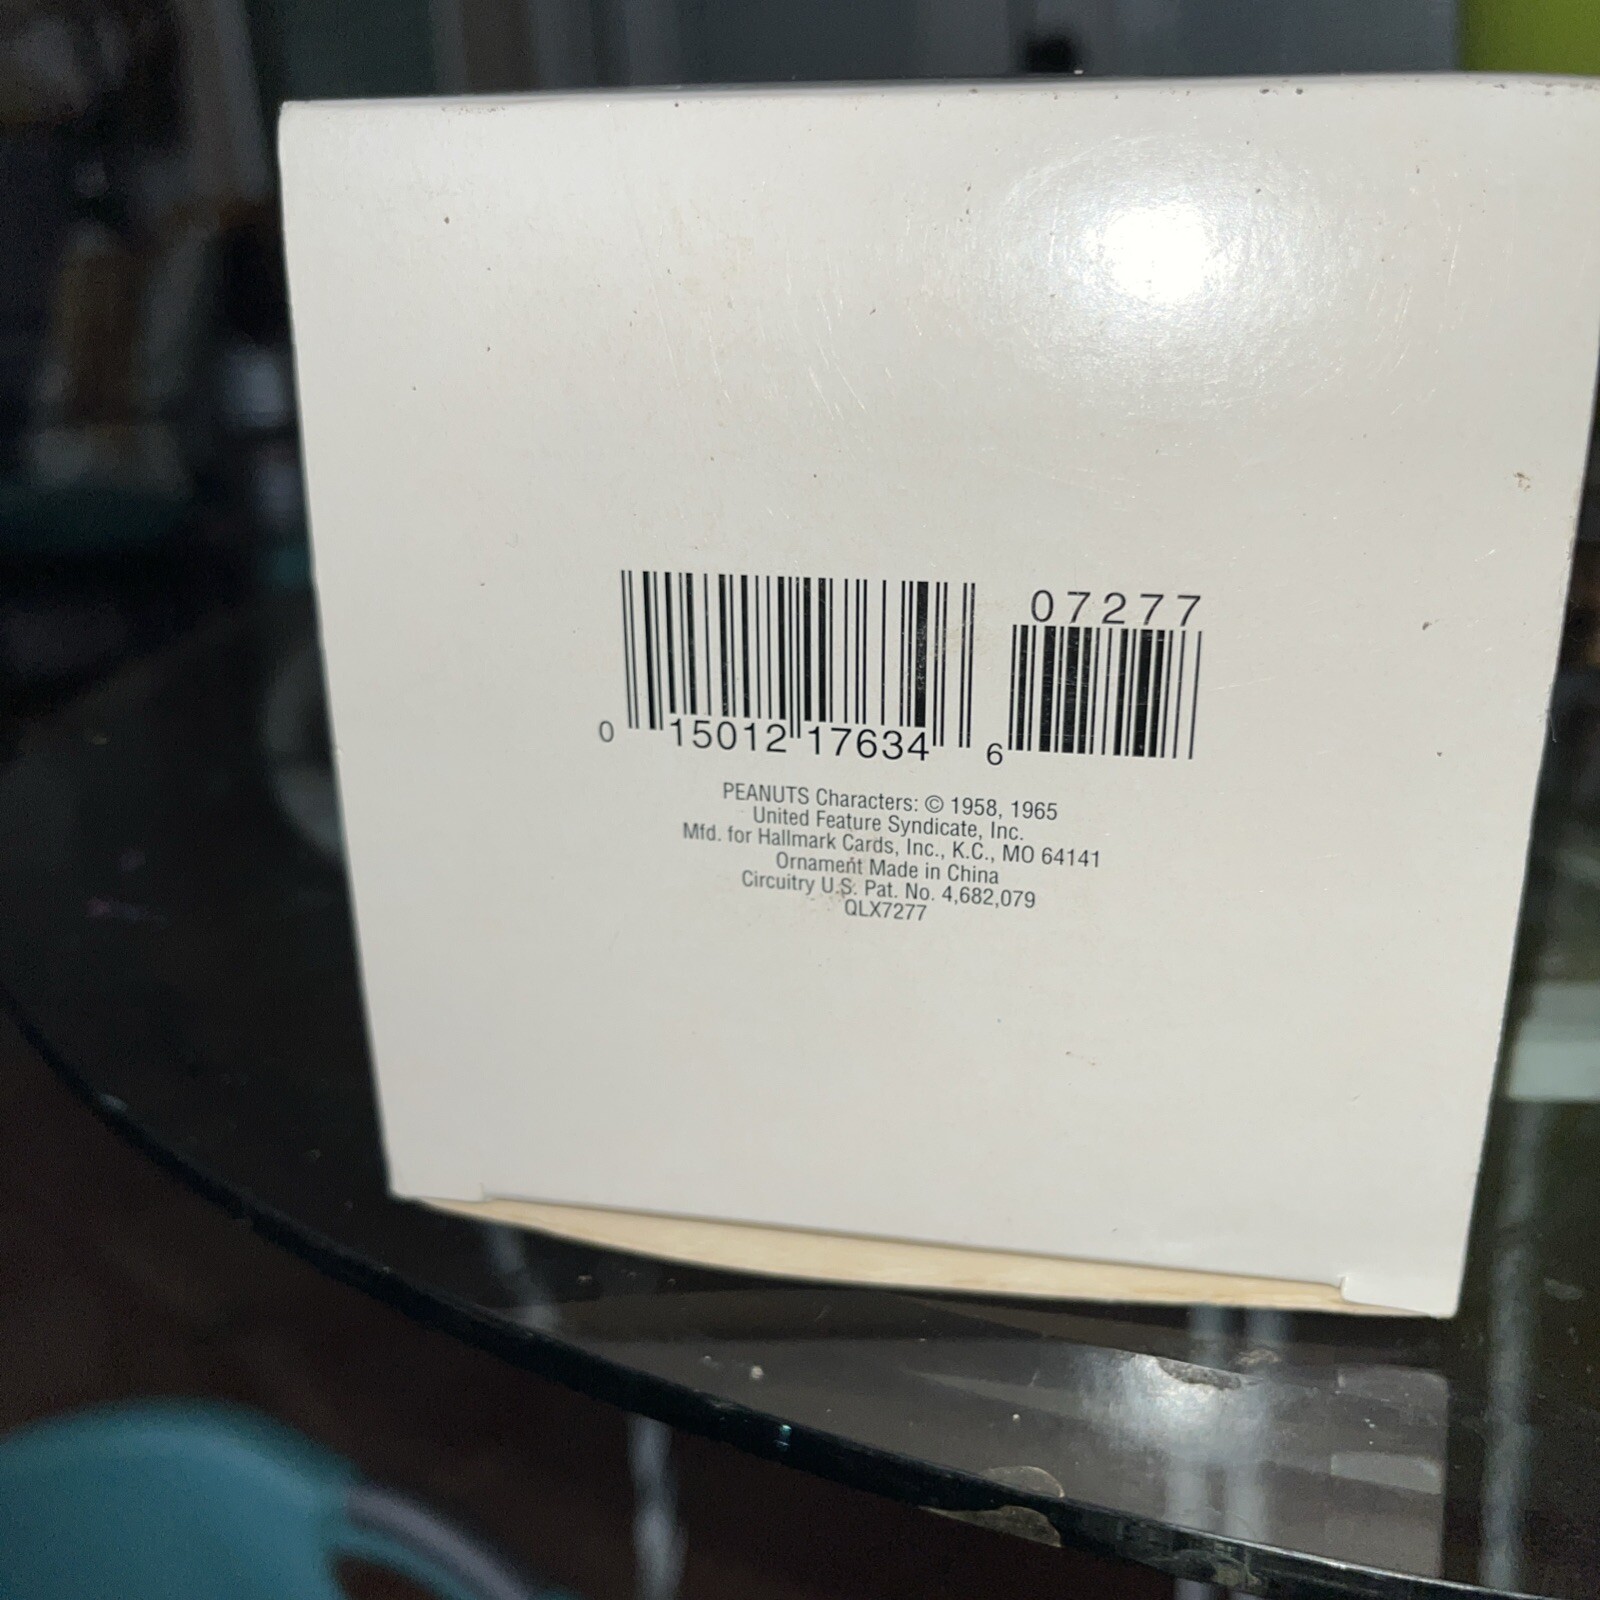 07277
0 15012 17634 6
PEANUTS Characters: © 1958, 1965
United Feature Syndicate, Inc.
Mfd. for Hallmark Cards, Inc., K.C., MO 64141
Ornament Made in China
Circuitry U.S. Pat. No. 4,682,079
QLX7277